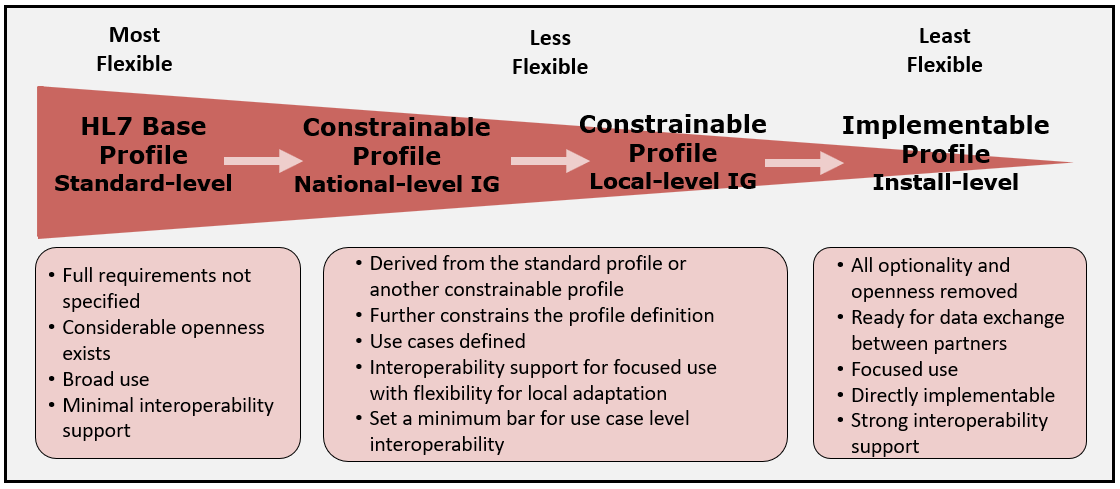 Most
Flexible
Less
Flexible
Least
Flexible
HL7 Base
Profile
Standard-level
Constrainable
Profile
National-level IG
Constrainable
Profile
Local-level IG
Implementable
Profile
Install-level
• Full requirements not
specified
• Considerable openness
exists
• Broad use
• Minimal interoperability
support
• Derived from the standard profile or
another constrainable profile
• Further constrains the profile definition
• Use cases defined
• Interoperability support for focused use
with flexibility for local adaptation
• Set a minimum bar for use case level
interoperability
• All optionality and
openness removed
• Ready for data exchange
between partners
• Focused use
• Directly implementable
• Strong interoperability
support